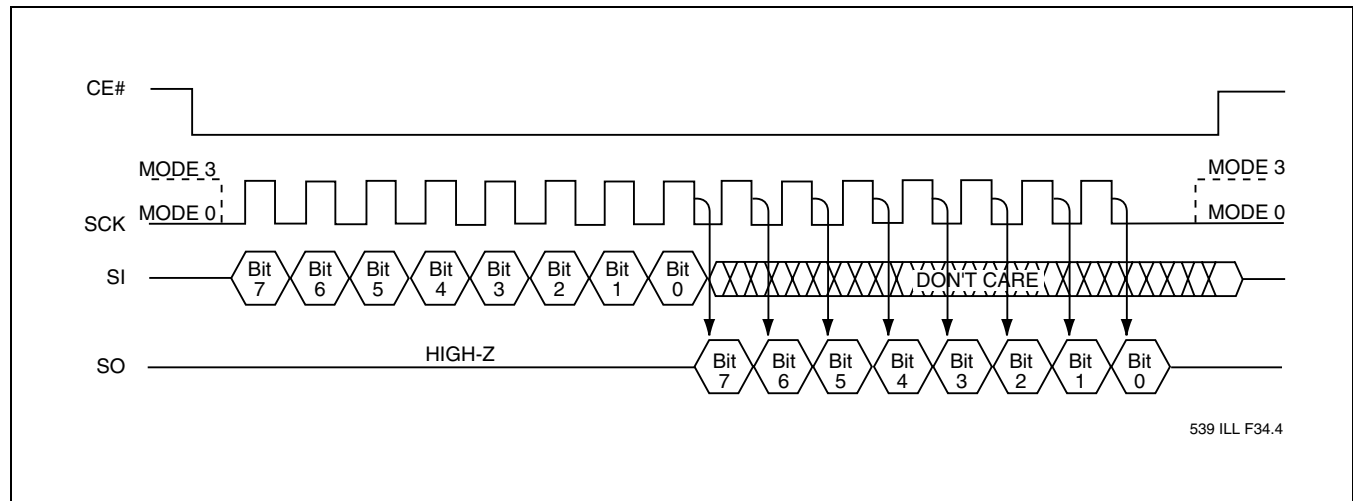 CE#
MODE 3
MODE 3
SCK
MODE 0
MODE 0
SI
Bit 7
Bit 6
Bit 5
Bit 4
Bit 3
Bit 2
Bit 1
Bit 0
DON'T CARE
SO
HIGH-Z
Bit 7
Bit 6
Bit 5
Bit 4
Bit 3
Bit 2
Bit 1
Bit 0
539 ILL F34.4